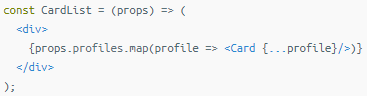 const CardList = (props) => (
  <div>
    {props.profiles.map(profile => <Card {...profile}/>)}
  </div>
);